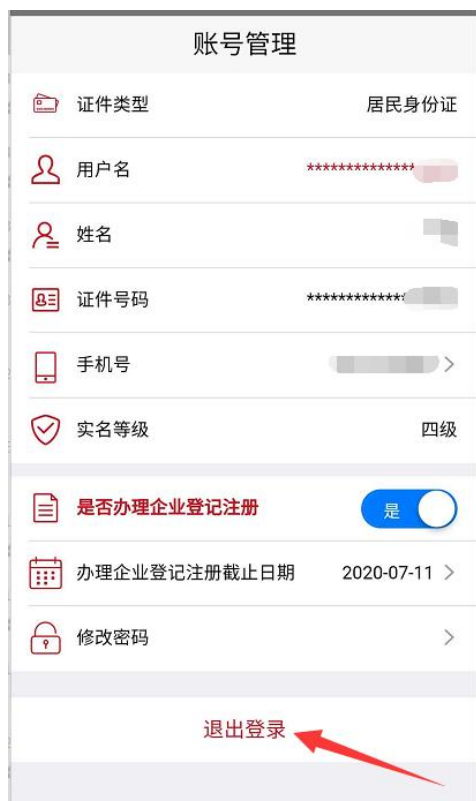 账号管理
证件类型 居民身份证
用户名 ***************
姓名
证件号码 *************
手机号
实名等级 四级
是否办理企业登记注册 是
办理企业登记注册截止日期 2020-07-11
修改密码
退出登录